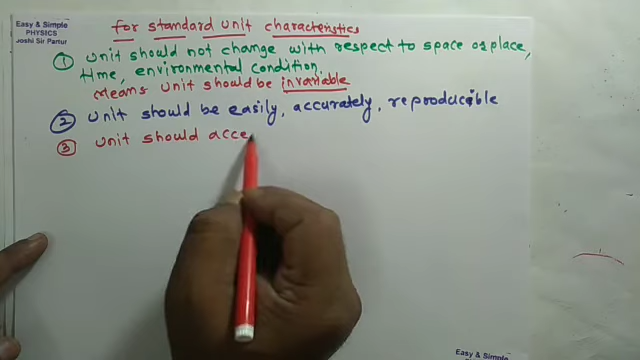 Easy & Simple
PHYSICS
Joshi Sir Partur
for standard unit characteristics
① Unit should not change with respect to space or place,
time, environmental condition.
Means Unit should be invariable
② Unit should be easily, accurately, reproducible
③ Unit should acce
Easy & Simple